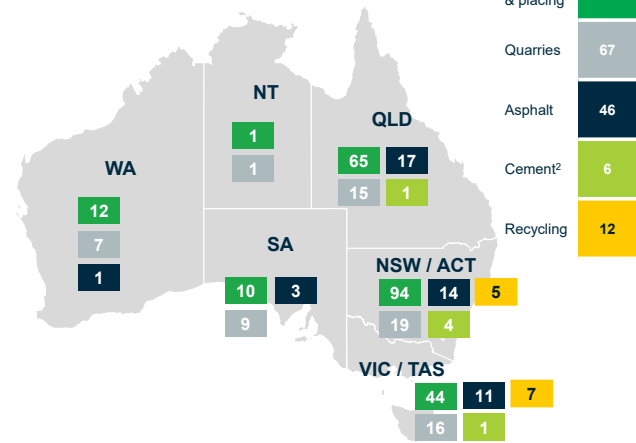 & placing
Quarries 67
Asphalt 46
Cement² 6
Recycling 12
NT
1
1
QLD
65 17
15 1
WA
12
7
1
SA
10 3
9
NSW / ACT
94 14 5
19 4
VIC / TAS
44 11 7
16 1